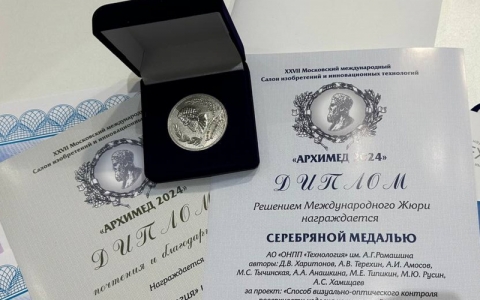 XXVII Московский международный
Салон изобретений и инновационных технологий
«АРХИМЕД 2024»
ДИПЛОМ
Решением Международного Жюри
награждается
СЕРЕБРЯНОЙ МЕДАЛЬЮ
АО «ОНПП «Технология» им. А.Г.Ромашина
авторы: Д.В. Харитонов, А.В. Терехин, А.И. Амосов,
М.С. Тычинская, А.А. Анашкина, М.Е. Типикин, М.Ю. Русин,
А.С. Хамицаев
за проект: «Способ визуально-оптического контроля
XXVII Московский международный
Салон изобретений и инновационных
«АРХИМЕД 2024»
ДИПЛОМ
почтения и благодар
Награждается